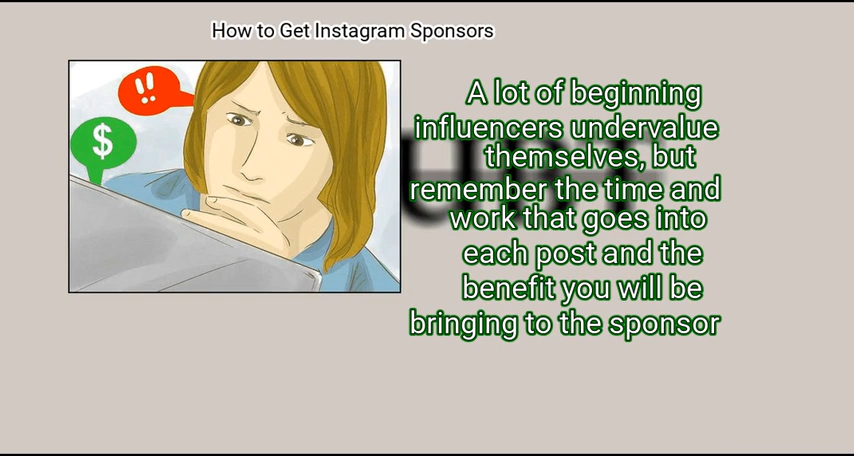 How to Get Instagram Sponsors
!!
$
A lot of beginning
influencers undervalue
themselves, but
remember the time and
work that goes into
each post and the
benefit you will be
bringing to the sponsor